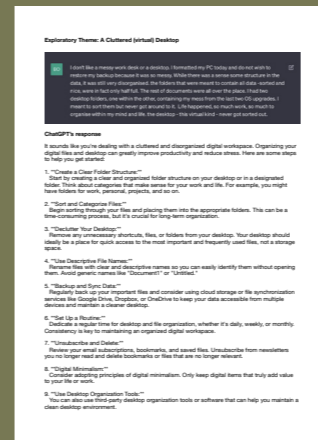 Exploratory Theme: A Cluttered (virtual) Desktop
I don't like a messy work desk or a desktop. I formatted my PC today and do not wish to
restore my backup because it was so messy. While there was a sense some structure in the
data, it was still very disorganized: the folders that were meant to contain all data -sorted and
nice, were in fact only half full. The rest of documents were all over the place. I had two
desktop folders, one within the other, containing my mess from the last two OS upgrades. I
meant to sort them but never got around to it. Life happened, so much work, so much to
organise within my mind and life. the desktop - this virtual kind - never got sorted out.
ChatGPT's response
It sounds like you're dealing with a cluttered and disorganized digital workspace. Organizing your
digital files and desktop can greatly improve productivity and reduce stress. Here are some steps
to help you get started:
1. **Create a Clear Folder Structure:**
Start by creating a clear and organized folder structure on your desktop or in a designated
folder. Think about categories that make sense for your work and life. For example, you might
have folders for work, personal, projects, and so on.
2. **Sort and Categorize Files:**
Begin sorting through your files and placing them into the appropriate folders. This can be a
time-consuming process, but it's crucial for long-term organization.
3. **Declutter Your Desktop:**
Remove any unnecessary shortcuts, files, or folders from your desktop. Your desktop should
ideally be a place for quick access to the most important and frequently used files, not a storage
space.
4. **Use Descriptive File Names:**
Rename files with clear and descriptive names so you can easily identify them without opening
them. Avoid generic names like "Document1" or "Untitled."
5. **Backup and Sync Data:**
Regularly back up your important files and consider using cloud storage or file synchronization
services like Google Drive, Dropbox, or OneDrive to keep your data accessible from multiple
devices and maintain a cleaner desktop.
6. **Set Up a Routine:**
Dedicate a regular time for desktop and file organization, whether it's daily, weekly, or monthly.
Consistency is key to maintaining an organized digital workspace.
7. **Unsubscribe and Delete:**
Review your email subscriptions, bookmarks, and saved files. Unsubscribe from newsletters
you no longer read and delete bookmarks or files that are no longer relevant.
8. **Digital Minimalism:**
Consider adopting principles of digital minimalism. Only keep digital items that truly add value
to your life or work.
9. **Use Desktop Organization Tools:**
You can also use third-party desktop organization tools or software that can help you maintain a
clean desktop environment.